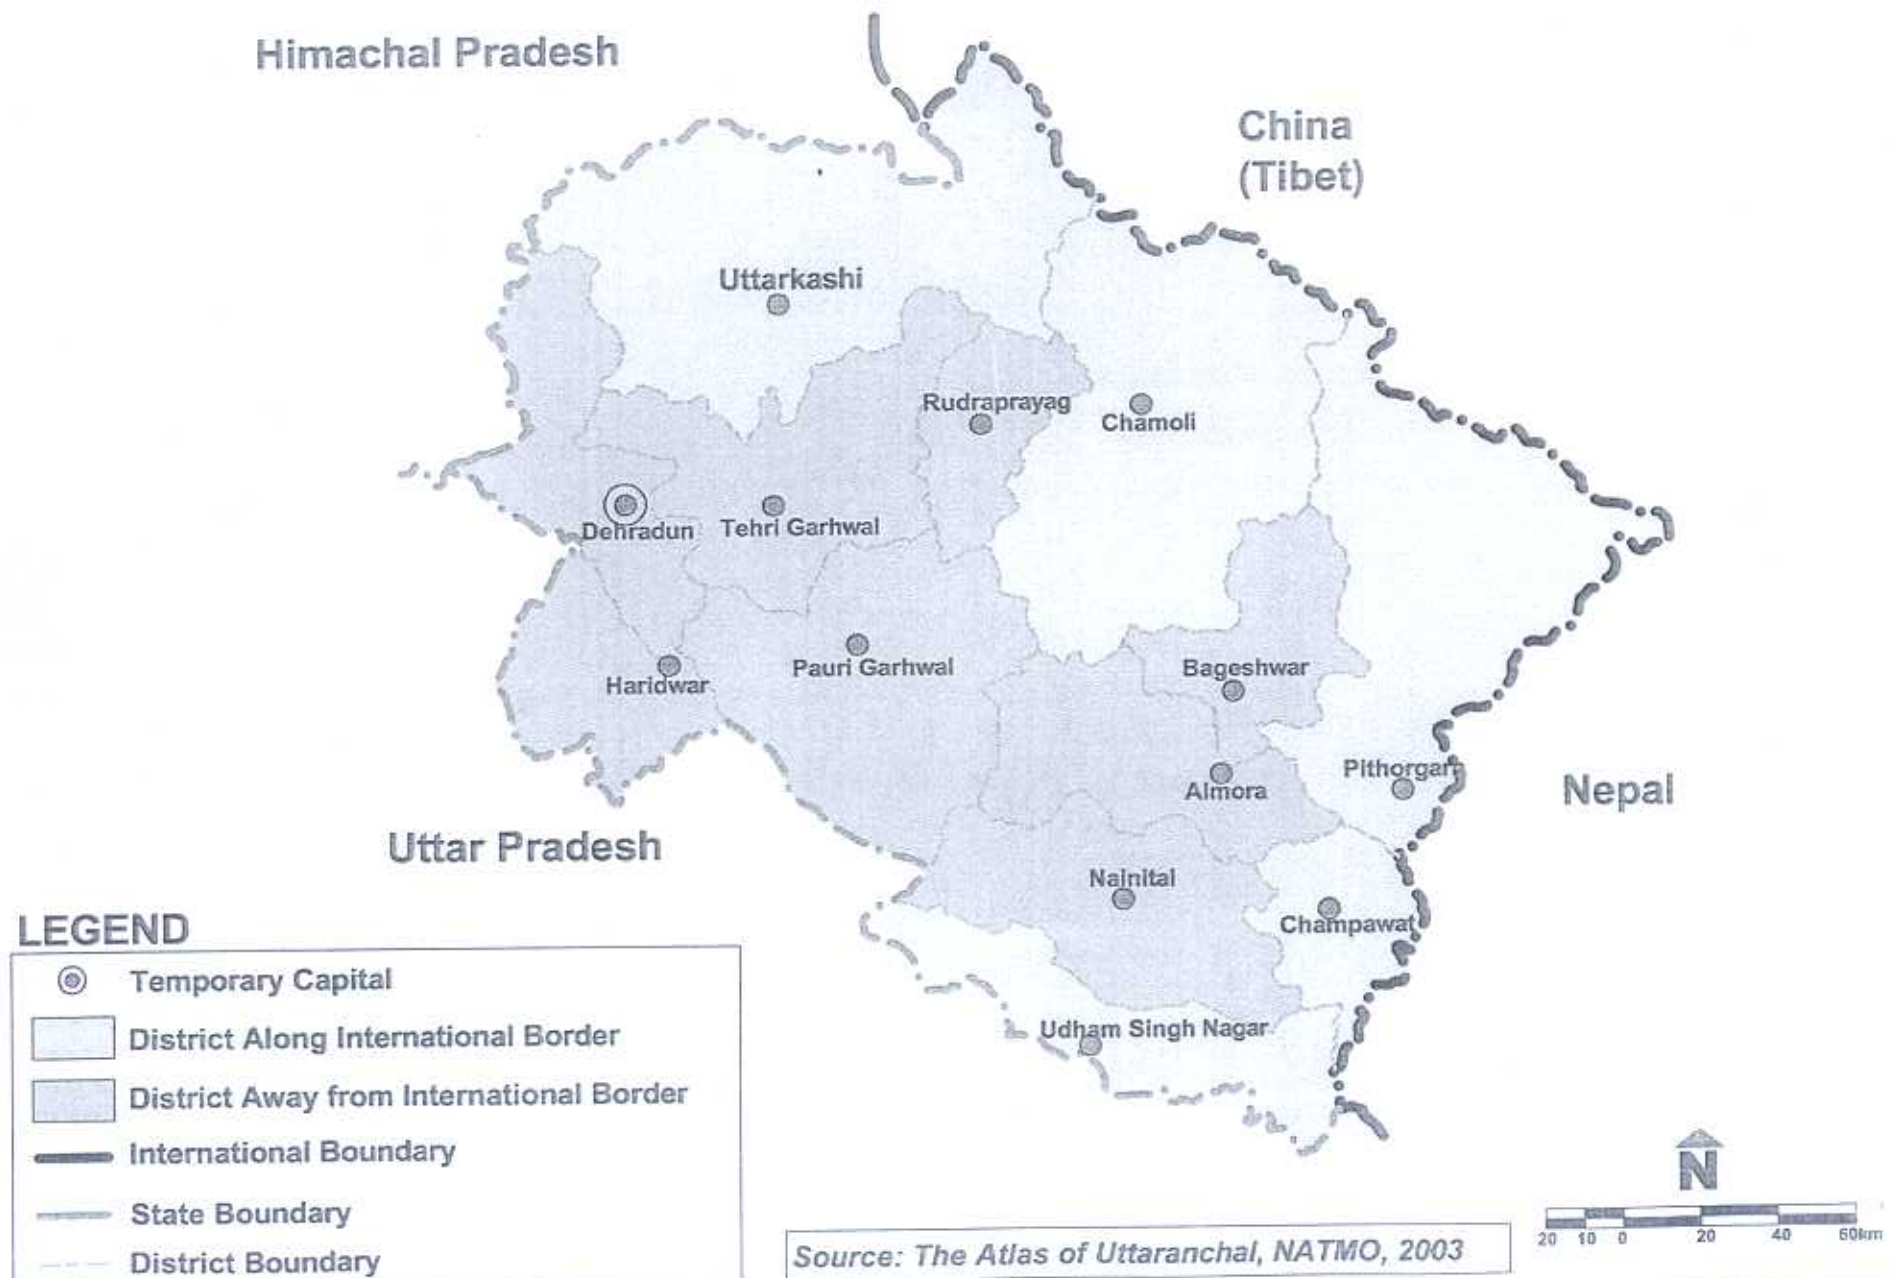 Himachal Pradesh
China
(Tibet)
Uttarkashi
Rudraprayag
Chamoli
Dehradun
Tehri Garhwal
Haridwar
Pauri Garhwal
Bageshwar
Pithorgarh
Almora
Nepal
Uttar Pradesh
Nainital
Champawat
Udham Singh Nagar
LEGEND
Temporary Capital
District Along International Border
District Away from International Border
International Boundary
State Boundary
District Boundary
N
20 10 0 20 40 60km
Source: The Atlas of Uttaranchal, NATMO, 2003